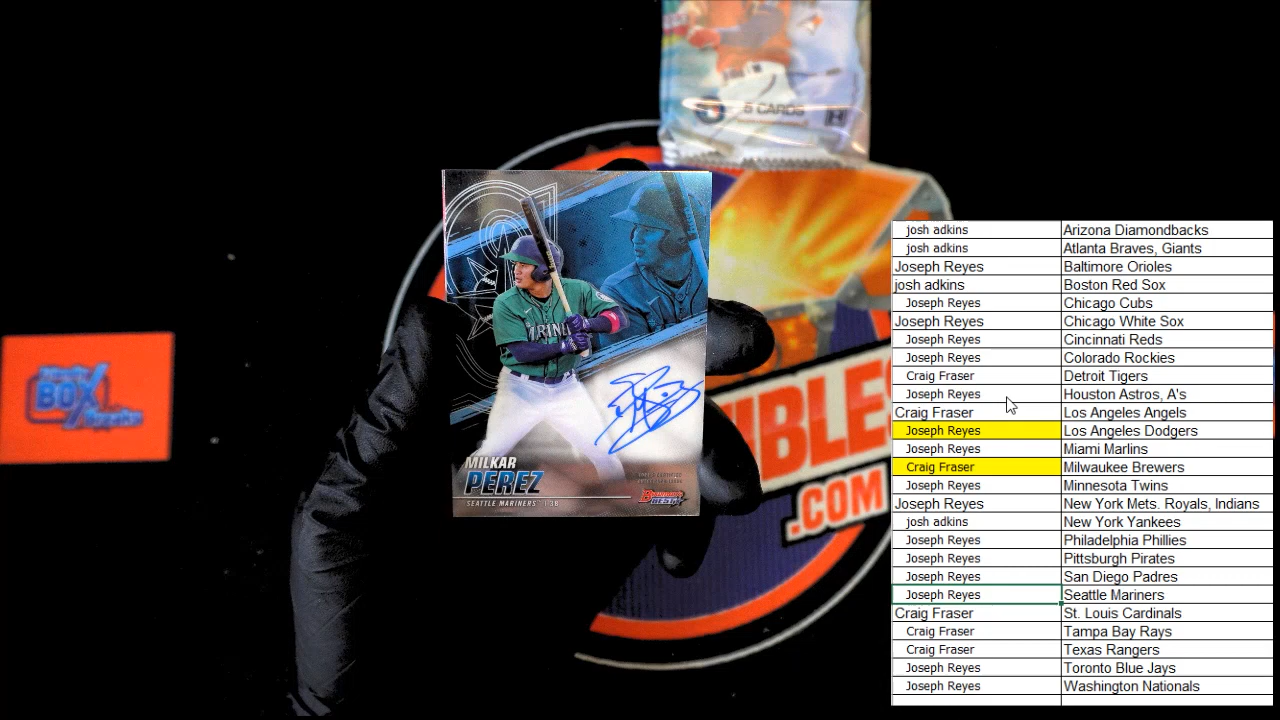 5 CARDS
MARINE
MILKAR
PEREZ
SEATTLE MARINERS
BOWMAN'S
BEST
BOX
Breaks
IBLES
.COM
josh adkins Arizona Diamondbacks
josh adkins Atlanta Braves, Giants
Joseph Reyes Baltimore Orioles
josh adkins Boston Red Sox
Joseph Reyes Chicago Cubs
Joseph Reyes Chicago White Sox
Joseph Reyes Cincinnati Reds
Joseph Reyes Colorado Rockies
Craig Fraser Detroit Tigers
Joseph Reyes Houston Astros, A's
Craig Fraser Los Angeles Angels
Joseph Reyes Los Angeles Dodgers
Joseph Reyes Miami Marlins
Craig Fraser Milwaukee Brewers
Joseph Reyes Minnesota Twins
Joseph Reyes New York Mets. Royals, Indians
josh adkins New York Yankees
Joseph Reyes Philadelphia Phillies
Joseph Reyes Pittsburgh Pirates
Joseph Reyes San Diego Padres
Joseph Reyes Seattle Mariners
Craig Fraser St. Louis Cardinals
Craig Fraser Tampa Bay Rays
Craig Fraser Texas Rangers
Joseph Reyes Toronto Blue Jays
Joseph Reyes Washington Nationals